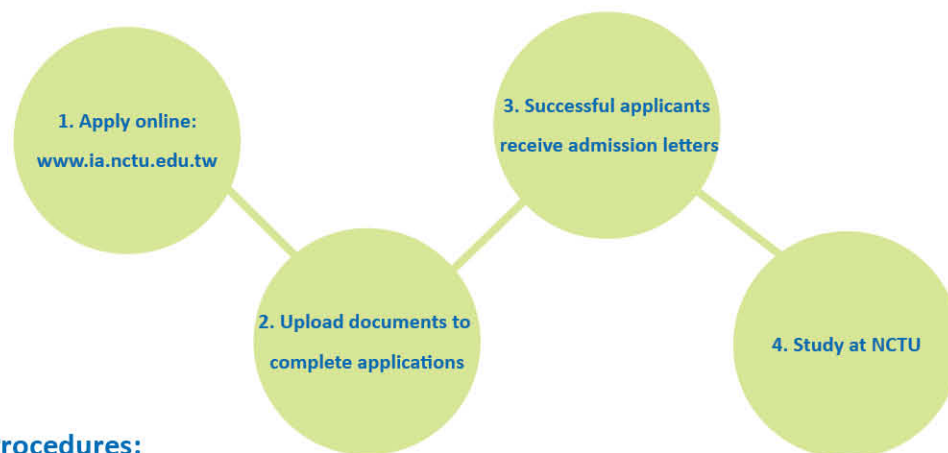 1. Apply online:
www.ia.nctu.edu.tw
2. Upload documents to
complete applications
3. Successful applicants
receive admission letters
4. Study at NCTU